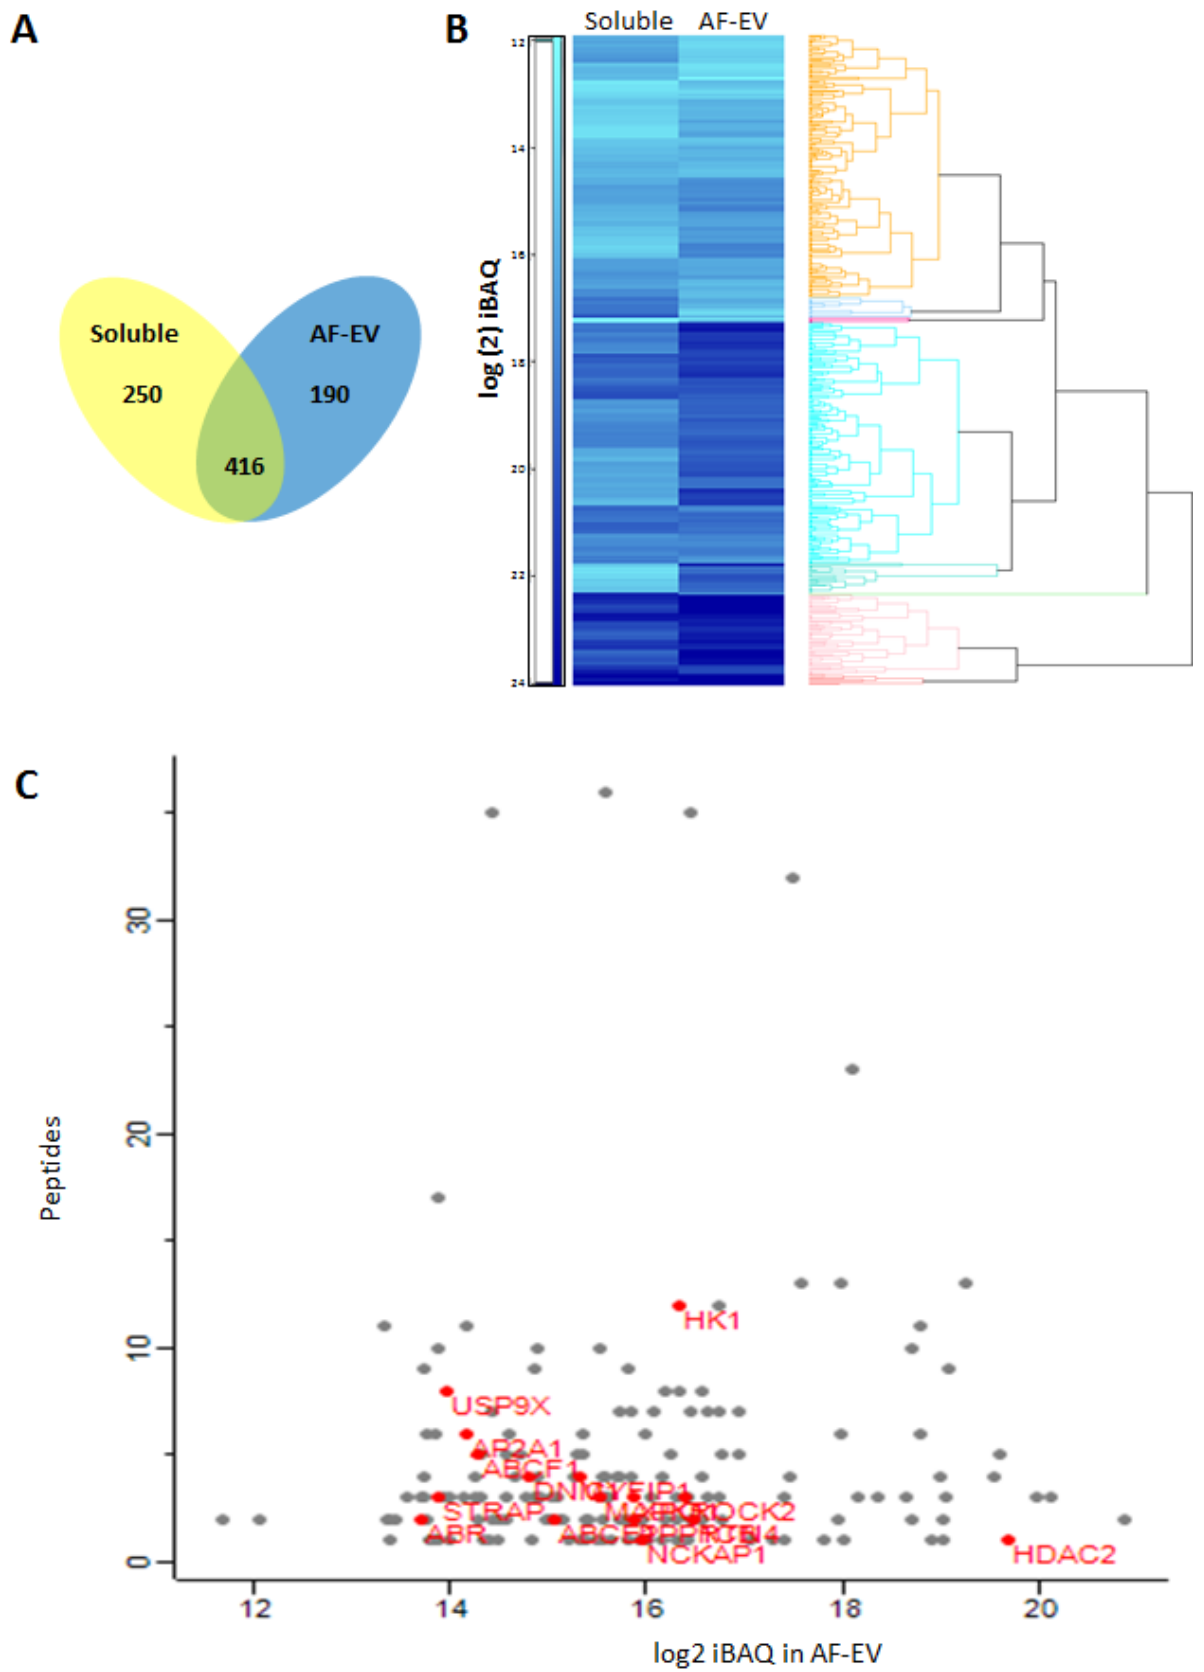 A
B
Soluble AF-EV
12
14
16
18
20
22
24
log (2) iBAQ
Soluble
AF-EV
250
190
416
C
30
20
10
0
Peptides
HK1
USP9X
AP2A1
ABCF1
STRAP
ABR
NCKAP1
HDAC2
12 14 16 18 20
log2 iBAQ in AF-EV